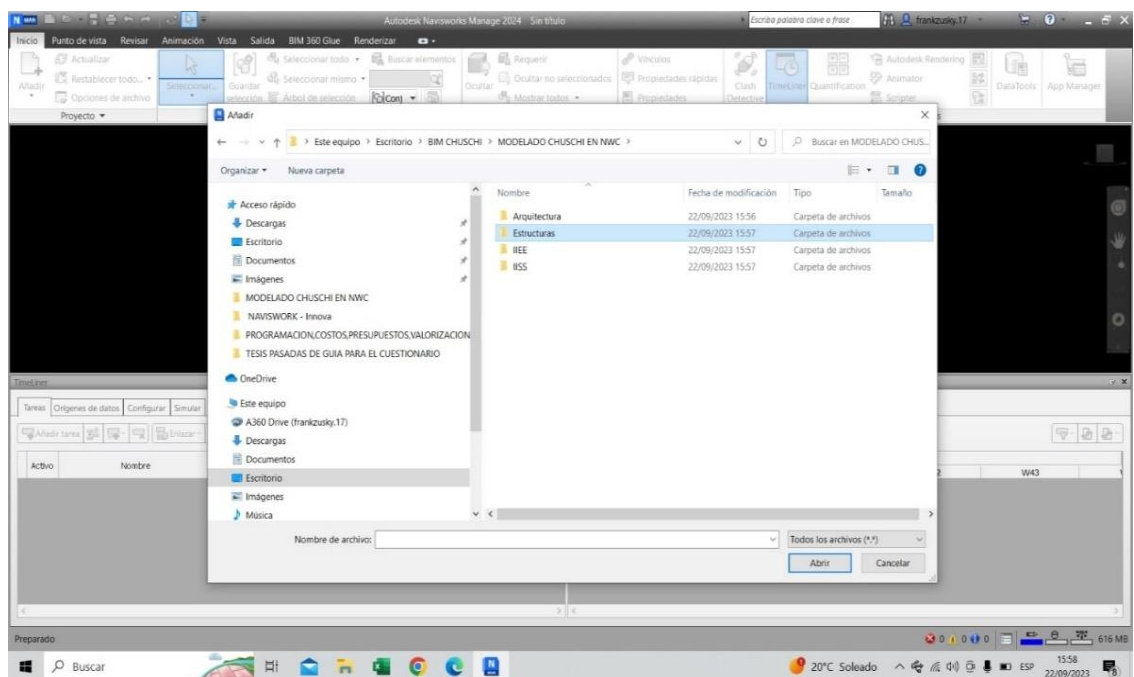 Autodesk Navisworks Manage 2024 Sin título
Escriba palabra clave o frase
frankzusky.17
Inicio Punto de vista Revisar Animación Vista Salida BIM 360 Glue Renderizar
Añadir
Actualizar
Restablecer todo...
Opciones de archivo
Proyecto
Seleccionar...
Guardar selección
Seleccionar todo
Seleccionar mismo
Árbol de selección
Buscar elementos
Conj
Ocultar
Requerir
Ocultar no seleccionados
Mostrar todos
Vínculos
Propiedades rápidas
Propiedades
Clash Detective
TimeLiner
Quantification
Autodesk Rendering
Animator
Scripter
DataTools
App Manager
Añadir
Este equipo > Escritorio > BIM CHUSCHI > MODELADO CHUSCHI EN NWC >
Buscar en MODELADO CHUS...
Organizar Nueva carpeta
Acceso rápido
Descargas
Escritorio
Documentos
Imágenes
MODELADO CHUSCHI EN NWC
NAVISWORK - Innova
PROGRAMACION,COSTOS,PRESUPUESTOS,VALORIZACION
TESIS PASADAS DE GUIA PARA EL CUESTIONARIO
OneDrive
Este equipo
A360 Drive (frankzusky.17)
Descargas
Documentos
Escritorio
Imágenes
Música
Nombre Fecha de modificación Tipo Tamaño
Arquitectura 22/09/2023 15:56 Carpeta de archivos
Estructuras 22/09/2023 15:57 Carpeta de archivos
IIEE 22/09/2023 15:57 Carpeta de archivos
IISS 22/09/2023 15:57 Carpeta de archivos
Nombre de archivo:
Todos los archivos (*.*)
Abrir Cancelar
TimeLiner
Tareas Orígenes de datos Configurar Simular
Añadir tarea
Enlazar
Activo Nombre
W43
Preparado
0 0 0
616 MB
Buscar
20°C Soleado
ESP
15:58
22/09/2023